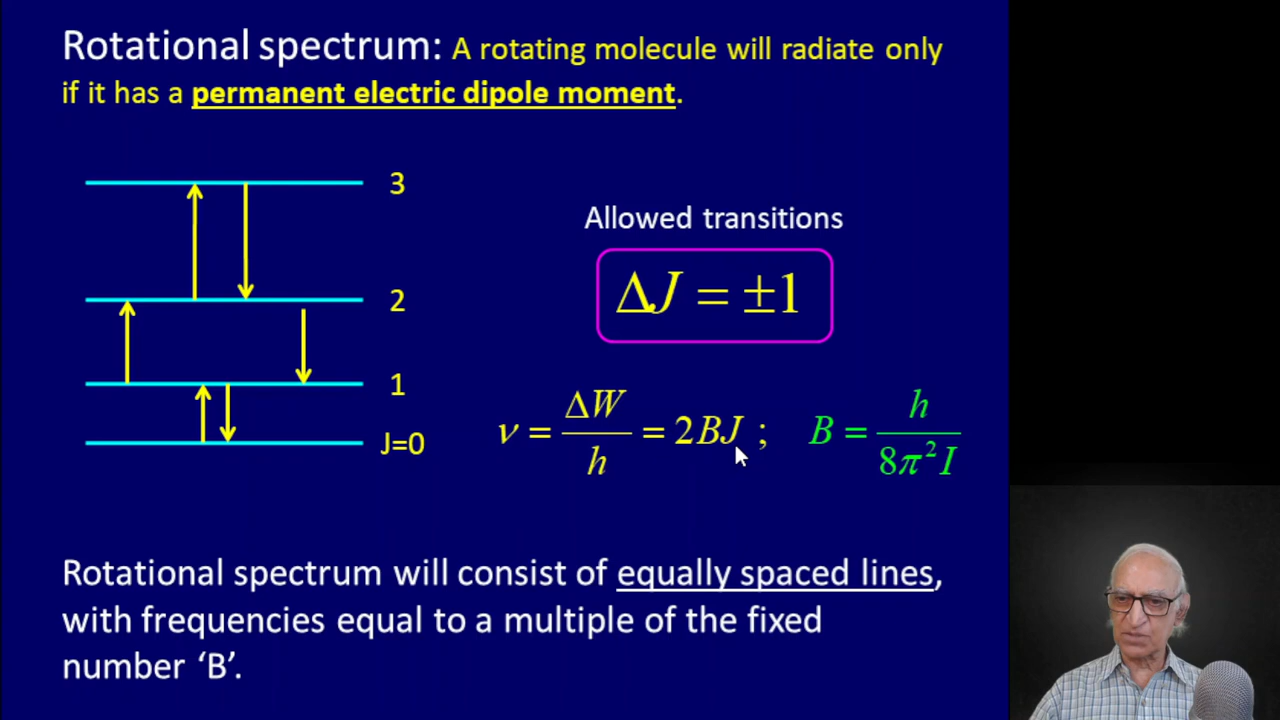 Rotational spectrum: A rotating molecule will radiate only
if it has a permanent electric dipole moment.
3
2
1
J=0
Allowed transitions
ΔJ = ±1
ν = ΔW/h = 2BJ ; B = h/8π²I
Rotational spectrum will consist of equally spaced lines,
with frequencies equal to a multiple of the fixed
number ‘B’.